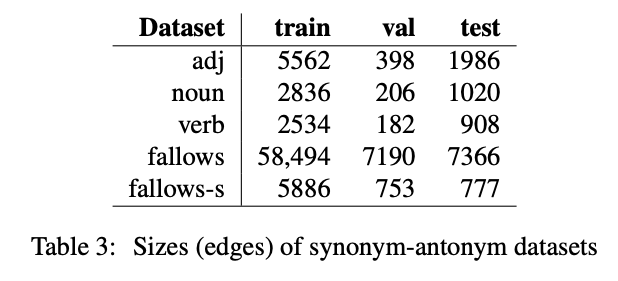 Dataset train val test
adj 5562 398 1986
noun 2836 206 1020
verb 2534 182 908
fallows 58,494 7190 7366
fallows-s 5886 753 777
Table 3: Sizes (edges) of synonym-antonym datasets